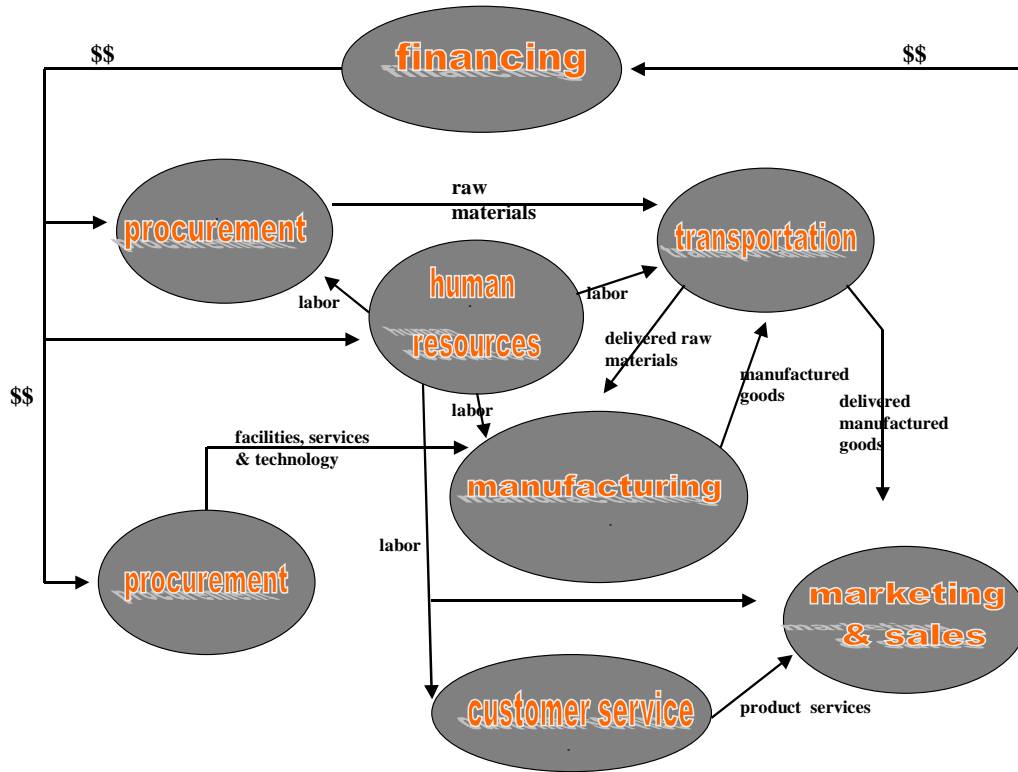 $$
financing
$$
procurement
raw
materials
transportation
labor
human
resources
labor
delivered raw
materials
manufactured
goods
$$
labor
delivered
manufactured
goods
facilities, services
& technology
manufacturing
labor
procurement
marketing
& sales
customer service
product services